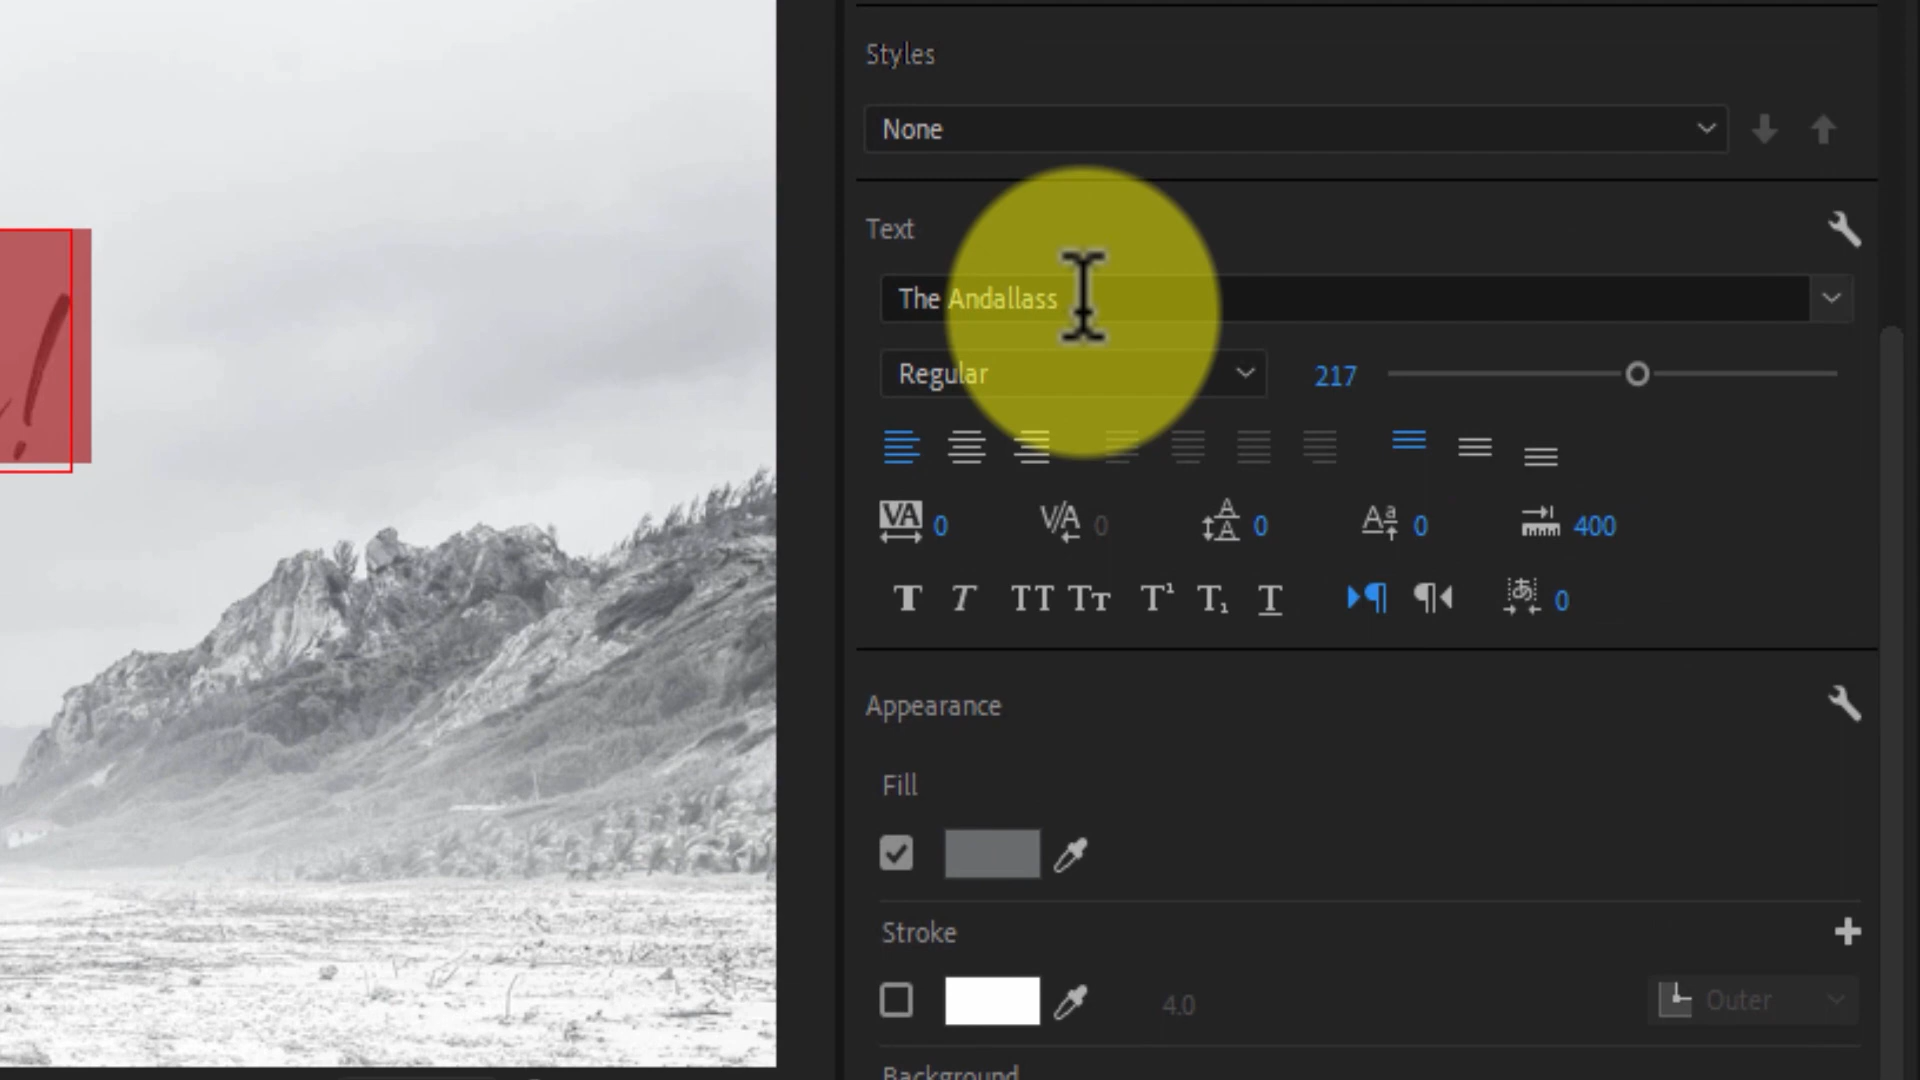 Styles
None
Text
The Andallass
Regular 217
0 0 0 0 400
0
Appearance
Fill
Stroke
4.0 Outer
Background